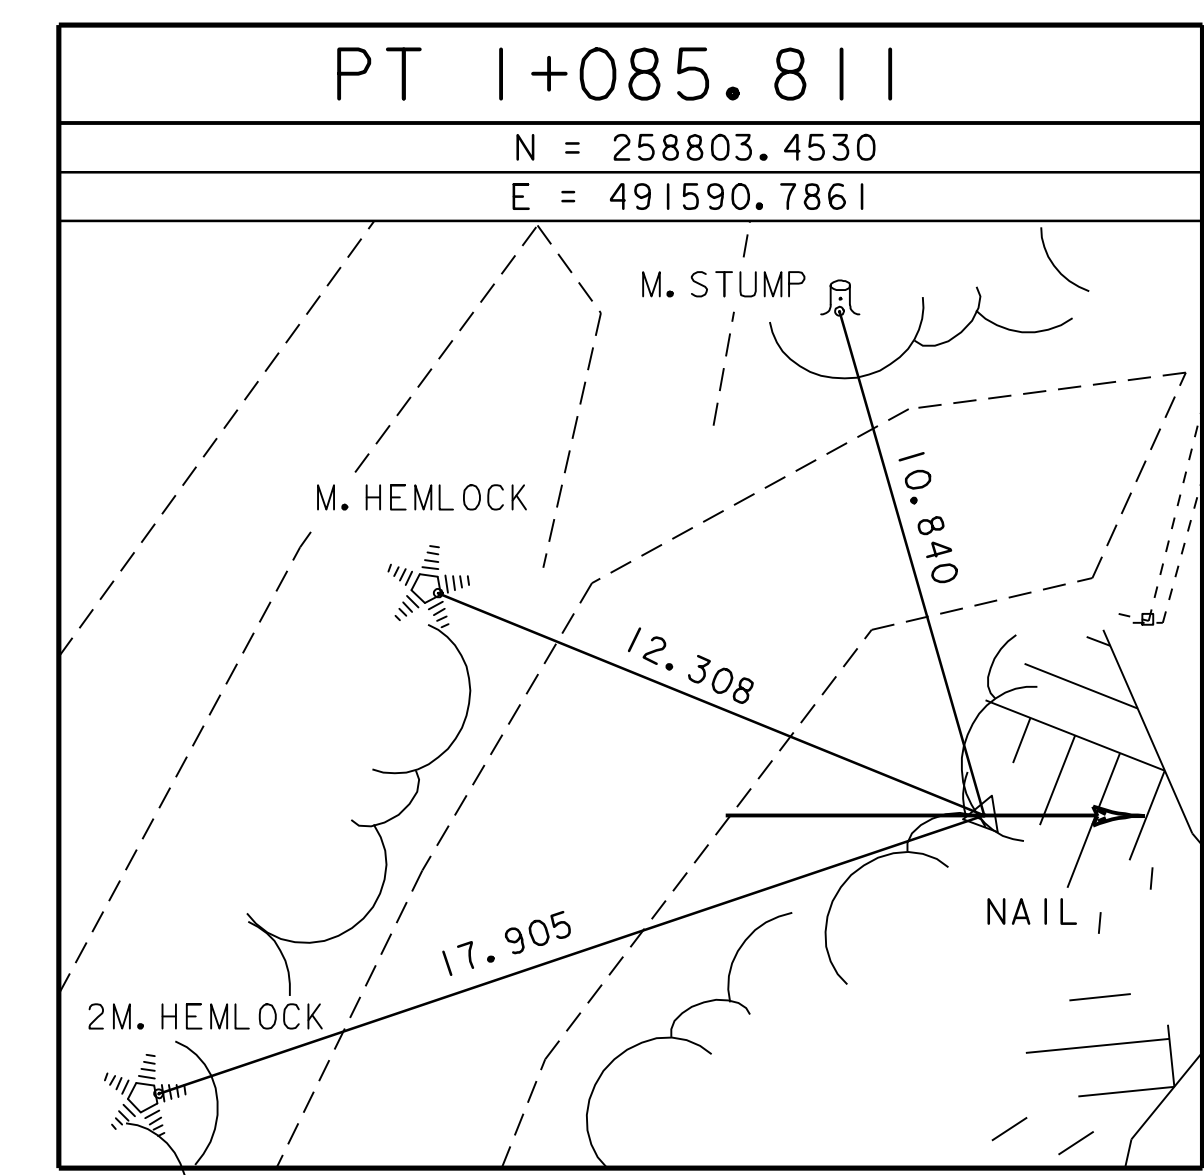 PT 1+085.811
N = 258803.4530
E = 491590.7861
M. STUMP
M. HEMLOCK
10.840
12.308
NAIL
17.905
2M. HEMLOCK